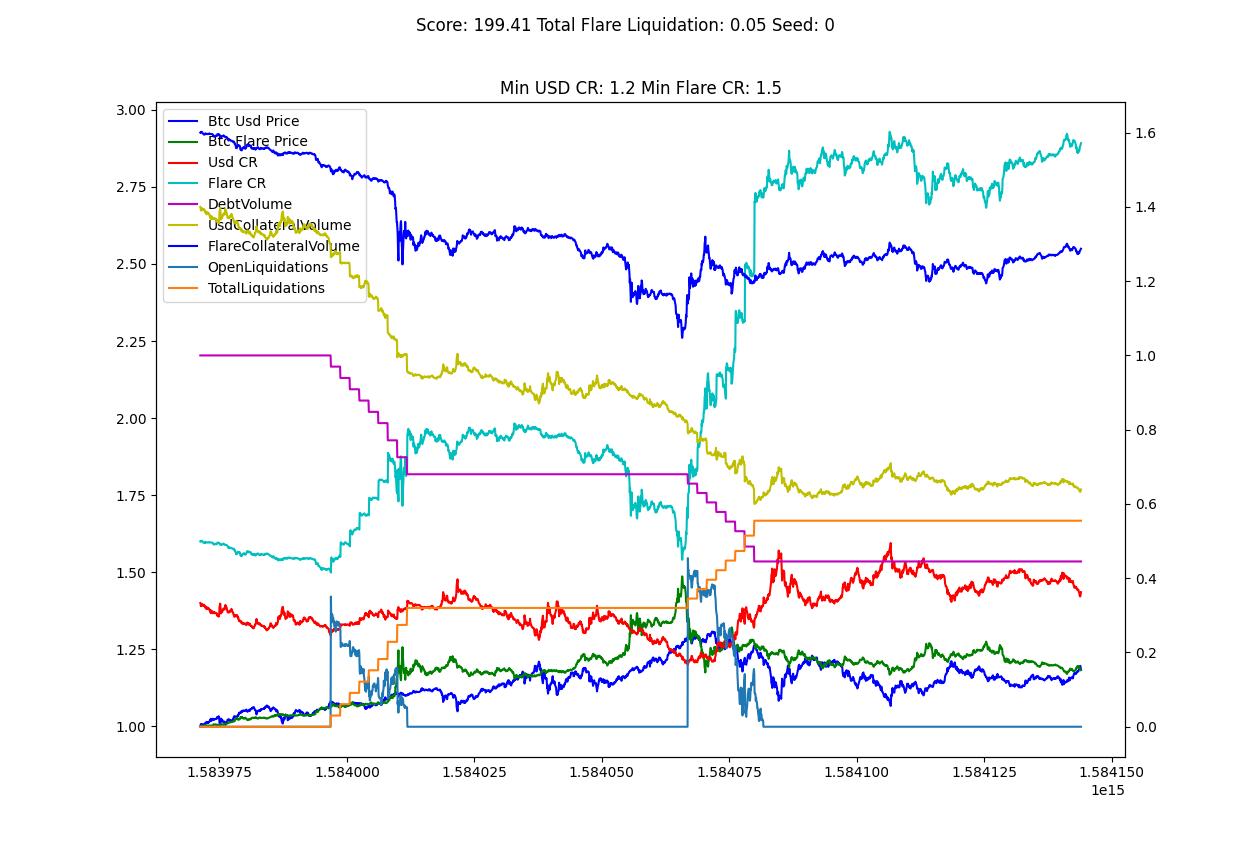 Score: 199.41 Total Flare Liquidation: 0.05 Seed: 0
Min USD CR: 1.2 Min Flare CR: 1.5
Btc Usd Price
Btc Flare Price
Usd CR
Flare CR
DebtVolume
UsdCollateralVolume
FlareCollateralVolume
OpenLiquidations
TotalLiquidations
3.00
2.75
2.50
2.25
2.00
1.75
1.50
1.25
1.00
1.6
1.4
1.2
1.0
0.8
0.6
0.4
0.2
0.0
1.583975 1.584000 1.584025 1.584050 1.584075 1.584100 1.584125 1.584150
1e15